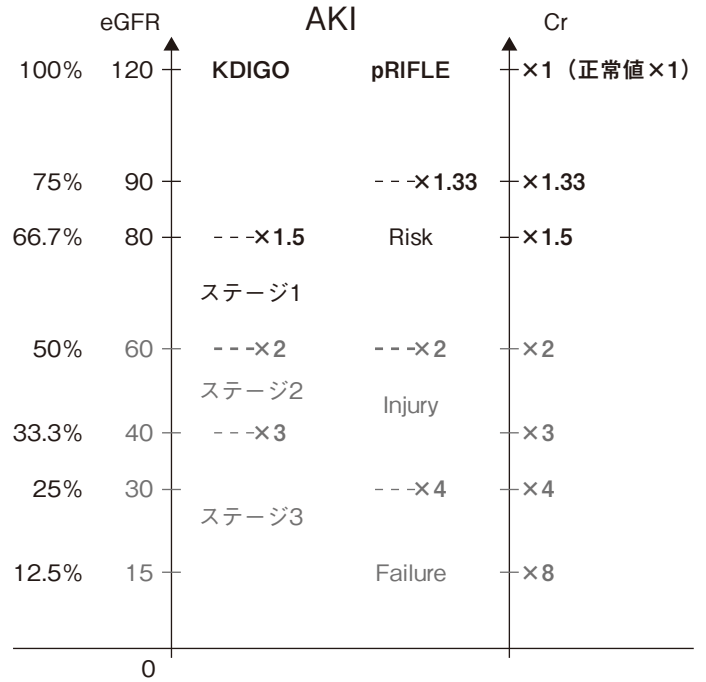 AKI
eGFR Cr
100% 120 KDIGO pRIFLE ×1（正常値×1）
75% 90 ---×1.33 ×1.33
66.7% 80 ---×1.5 Risk ×1.5
ステージ1
50% 60 ---×2 ---×2 ×2
ステージ2
Injury
33.3% 40 ---×3 ×3
25% 30 ---×4 ×4
ステージ3
12.5% 15 Failure ×8
0